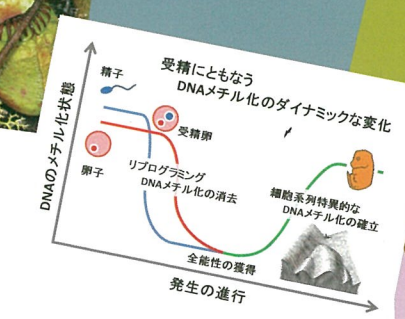 受精にともなう
DNAメチル化のダイナミックな変化
精子
受精卵
卵子
DNAのメチル化状態
リプログラミング
DNAメチル化の消去
細胞系列特異的な
DNAメチル化の確立
全能性の獲得
発生の進行